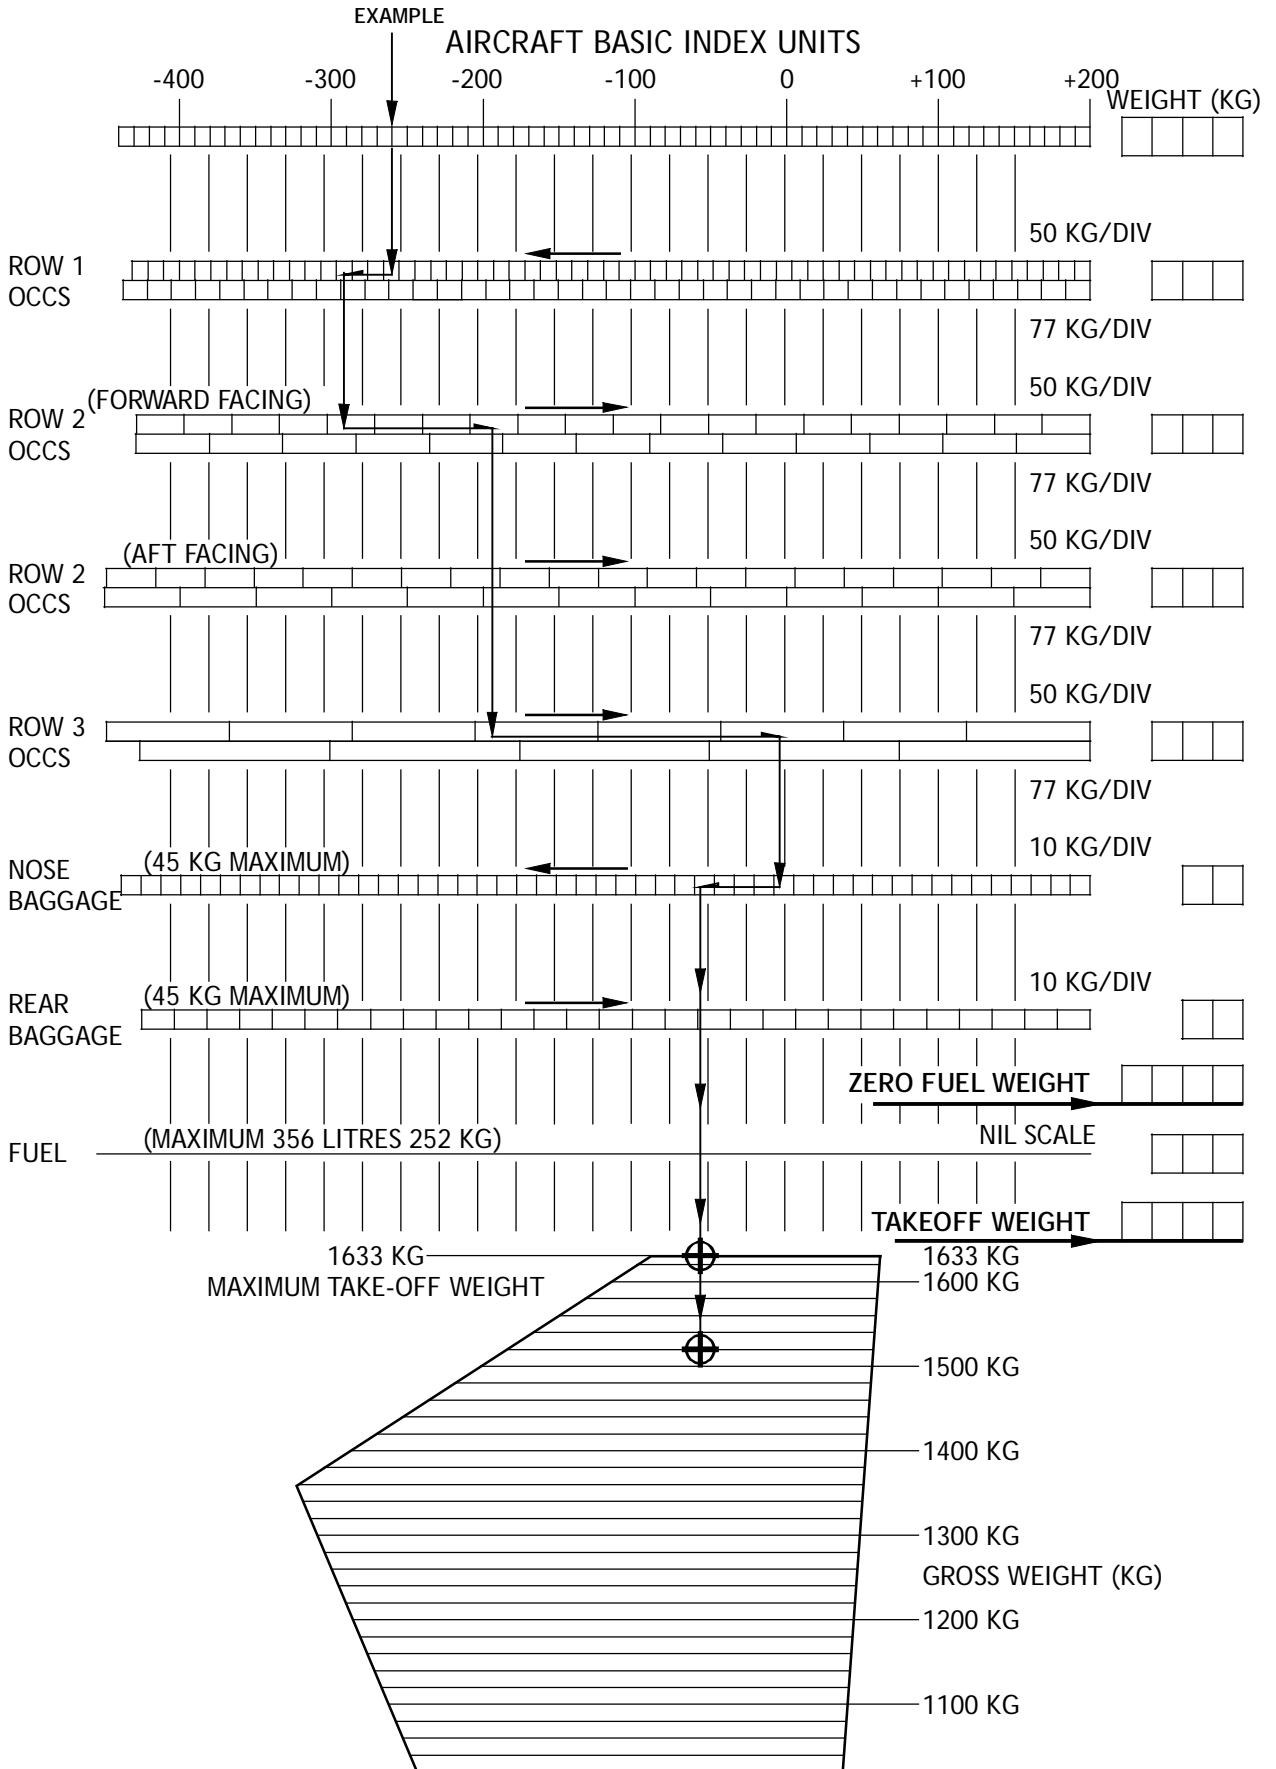 EXAMPLE
AIRCRAFT BASIC INDEX UNITS
-400 -300 -200 -100 0 +100 +200
WEIGHT (KG)
50 KG/DIV
ROW 1
OCCS
77 KG/DIV
50 KG/DIV
(FORWARD FACING)
ROW 2
OCCS
77 KG/DIV
50 KG/DIV
(AFT FACING)
ROW 2
OCCS
77 KG/DIV
50 KG/DIV
ROW 3
OCCS
77 KG/DIV
10 KG/DIV
(45 KG MAXIMUM)
NOSE
BAGGAGE
10 KG/DIV
(45 KG MAXIMUM)
REAR
BAGGAGE
ZERO FUEL WEIGHT
(MAXIMUM 356 LITRES 252 KG)
NIL SCALE
FUEL
TAKEOFF WEIGHT
1633 KG
1633 KG
MAXIMUM TAKE-OFF WEIGHT
1600 KG
1500 KG
1400 KG
1300 KG
GROSS WEIGHT (KG)
1200 KG
1100 KG